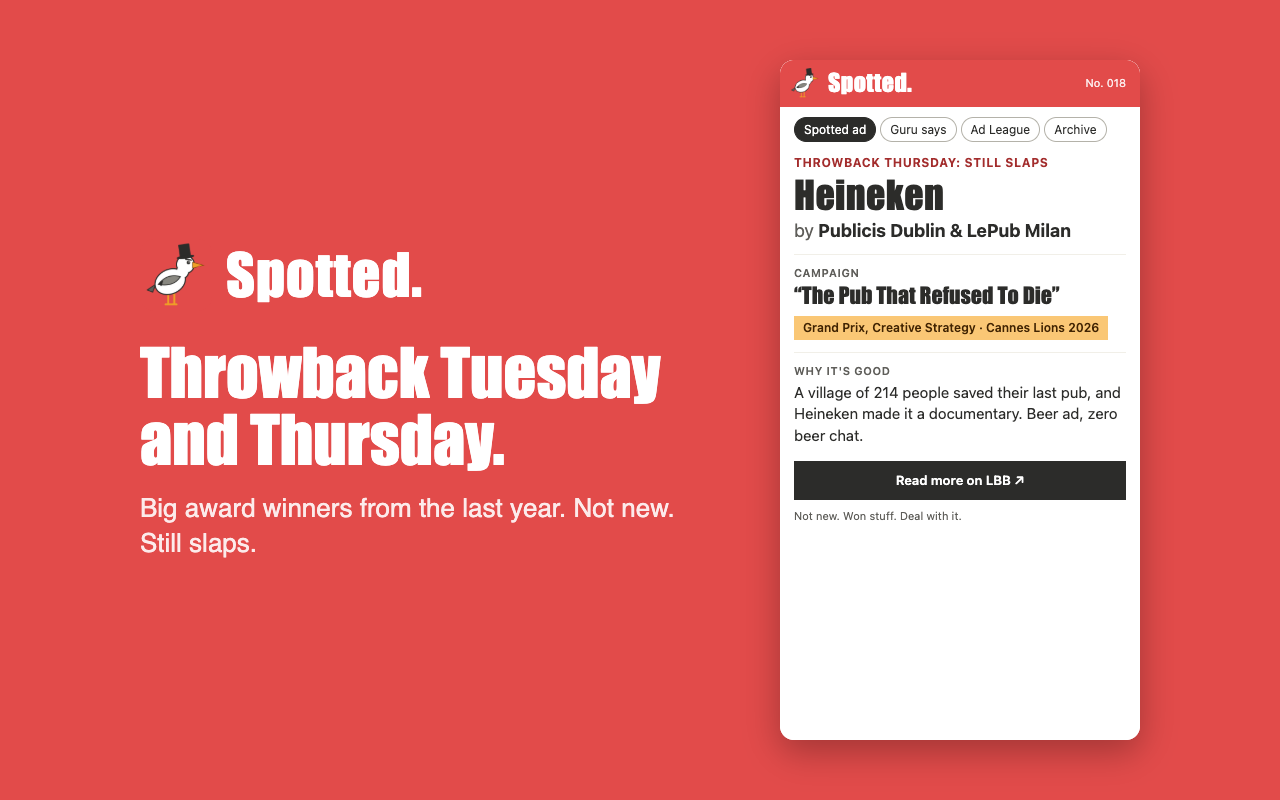 Spotted.
Throwback Tuesday
and Thursday.
Big award winners from the last year. Not new.
Still slaps.
Spotted.
No. 018
Spotted ad
Guru says
Ad League
Archive
THROWBACK THURSDAY: STILL SLAPS
Heineken
by Publicis Dublin & LePub Milan
CAMPAIGN
“The Pub That Refused To Die”
Grand Prix, Creative Strategy · Cannes Lions 2026
WHY IT'S GOOD
A village of 214 people saved their last pub, and
Heineken made it a documentary. Beer ad, zero
beer chat.
Read more on LBB ↗
Not new. Won stuff. Deal with it.